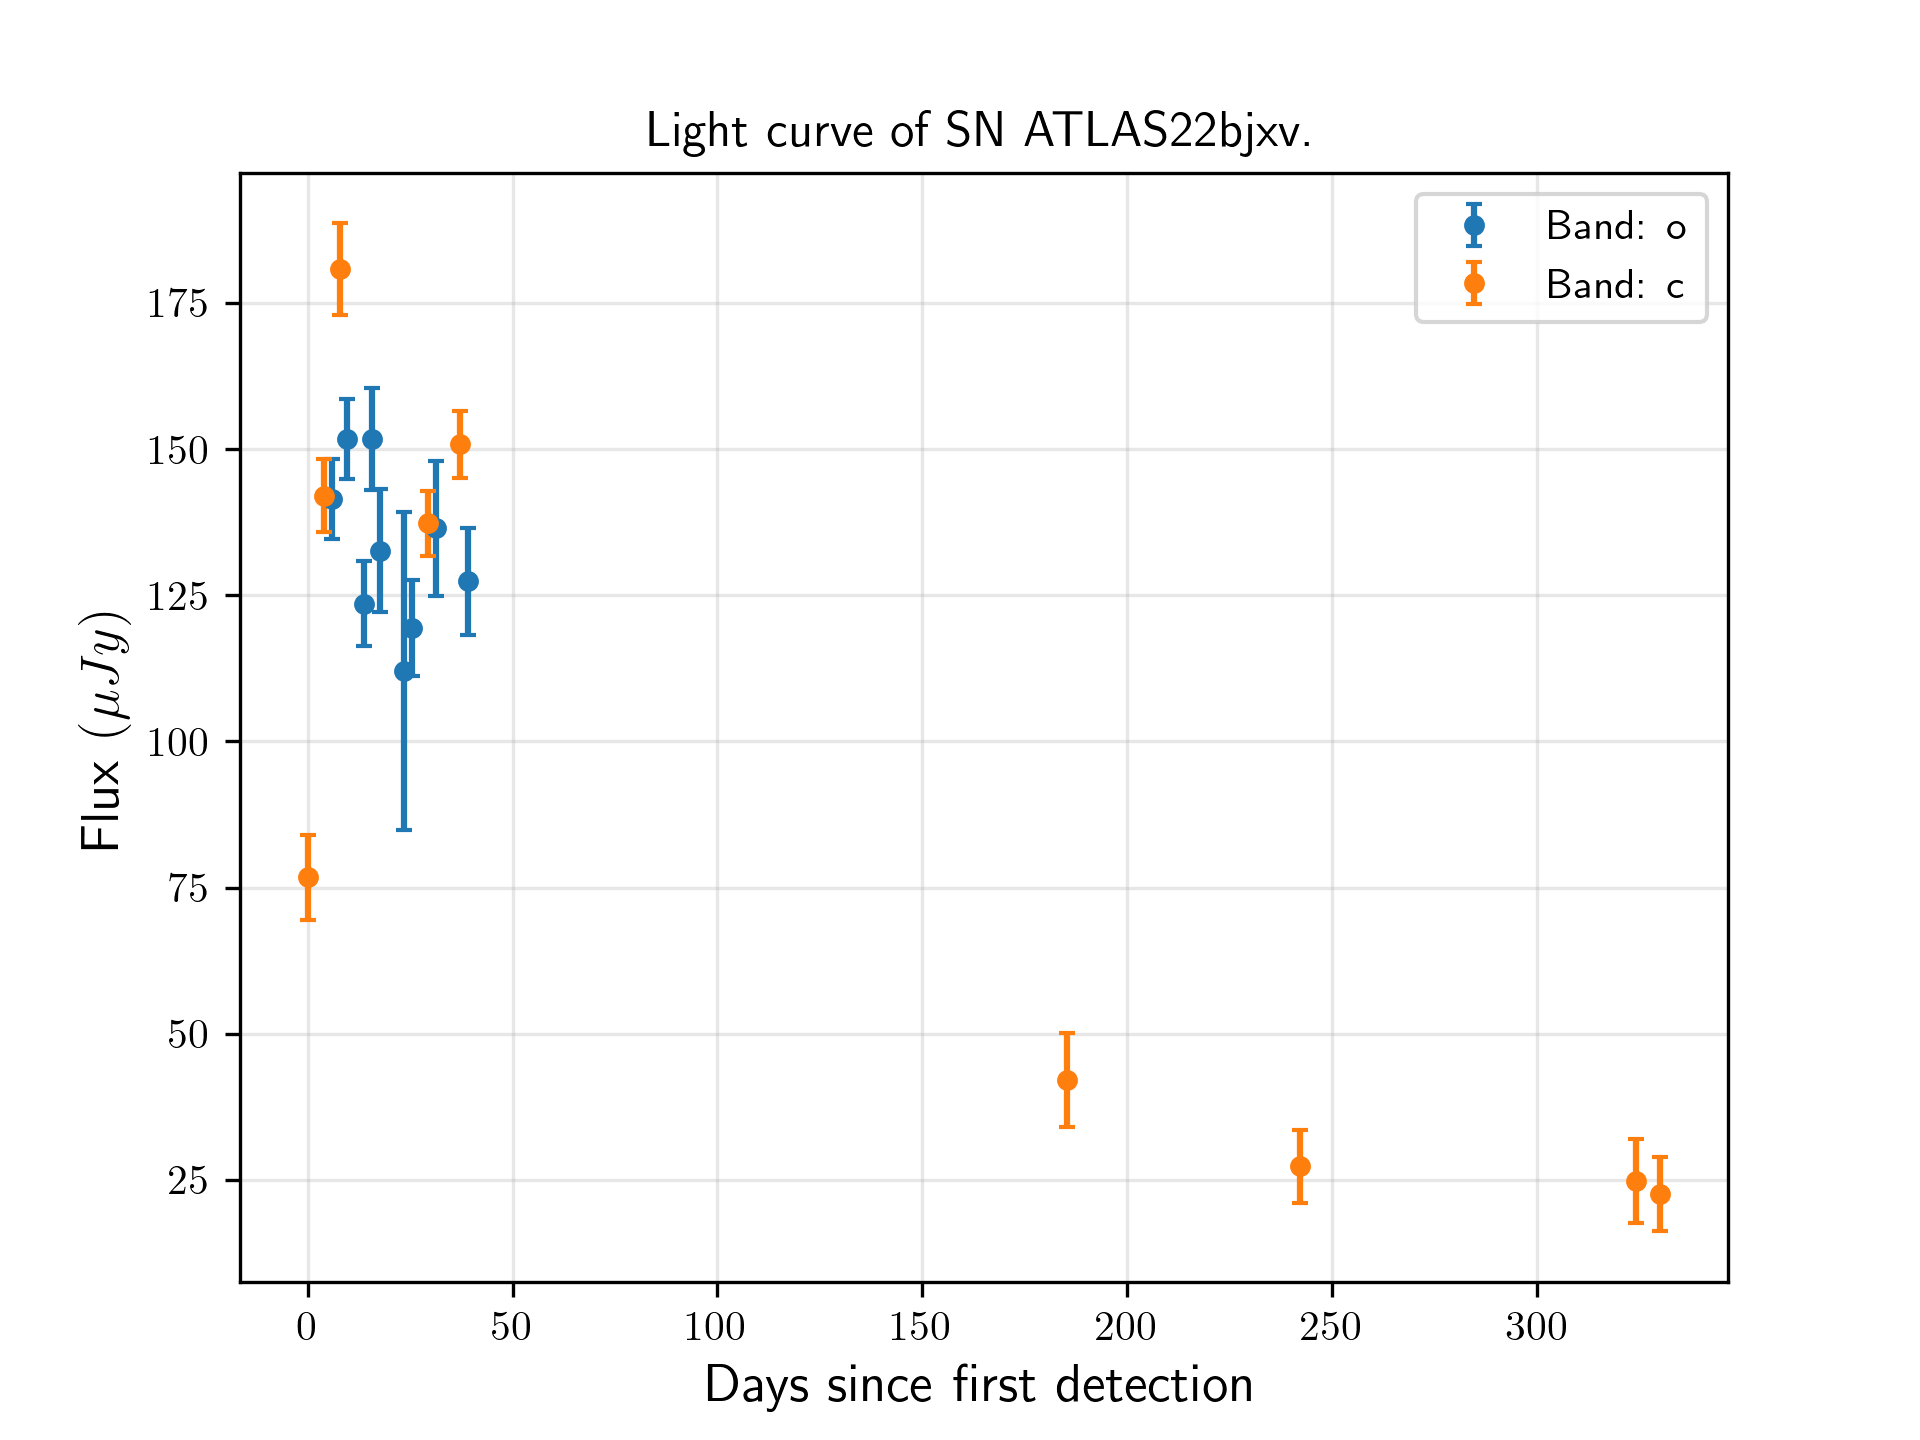 Light curve of SN ATLAS22bjxv.
Band: o
Band: c
Flux (μJy)
175
150
125
100
75
50
25
0 50 100 150 200 250 300
Days since first detection